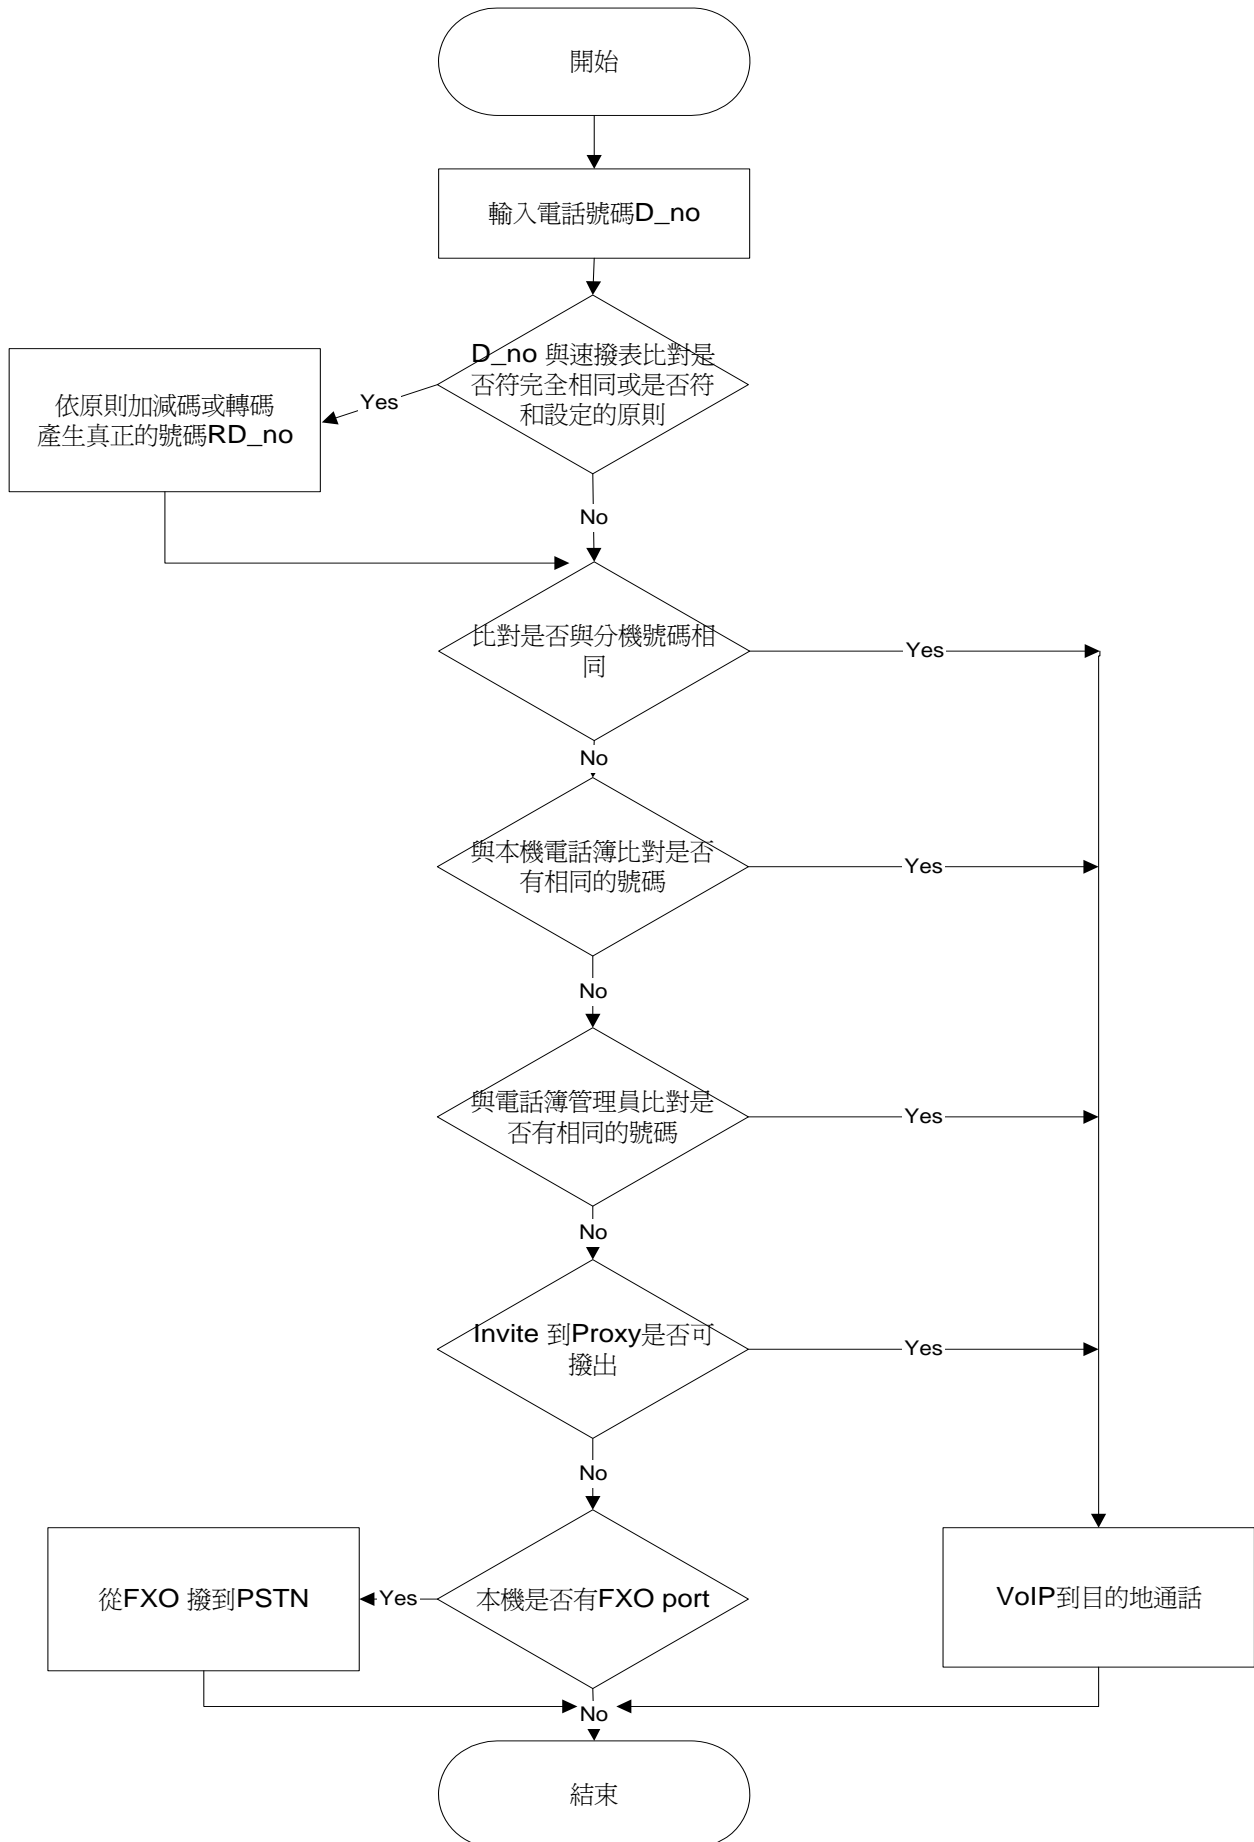 開始
輸入電話號碼D_no
D_no 與速撥表比對是
否符完全相同或是否符
和設定的原則
Yes
依原則加減碼或轉碼
產生真正的號碼RD_no
No
比對是否與分機號碼相
同
Yes
No
與本機電話簿比對是否
有相同的號碼
Yes
No
與電話簿管理員比對是
否有相同的號碼
Yes
No
Invite 到Proxy是否可
撥出
Yes
No
從FXO 撥到PSTN
Yes
本機是否有FXO port
VoIP到目的地通話
No
結束